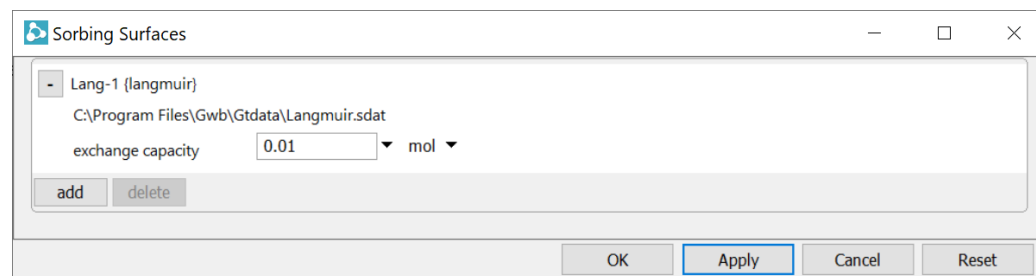 Sorbing Surfaces
- Lang-1 {langmuir}
C:\Program Files\Gwb\Gtdata\Langmuir.sdat
exchange capacity 0.01 mol
add delete
OK Apply Cancel Reset